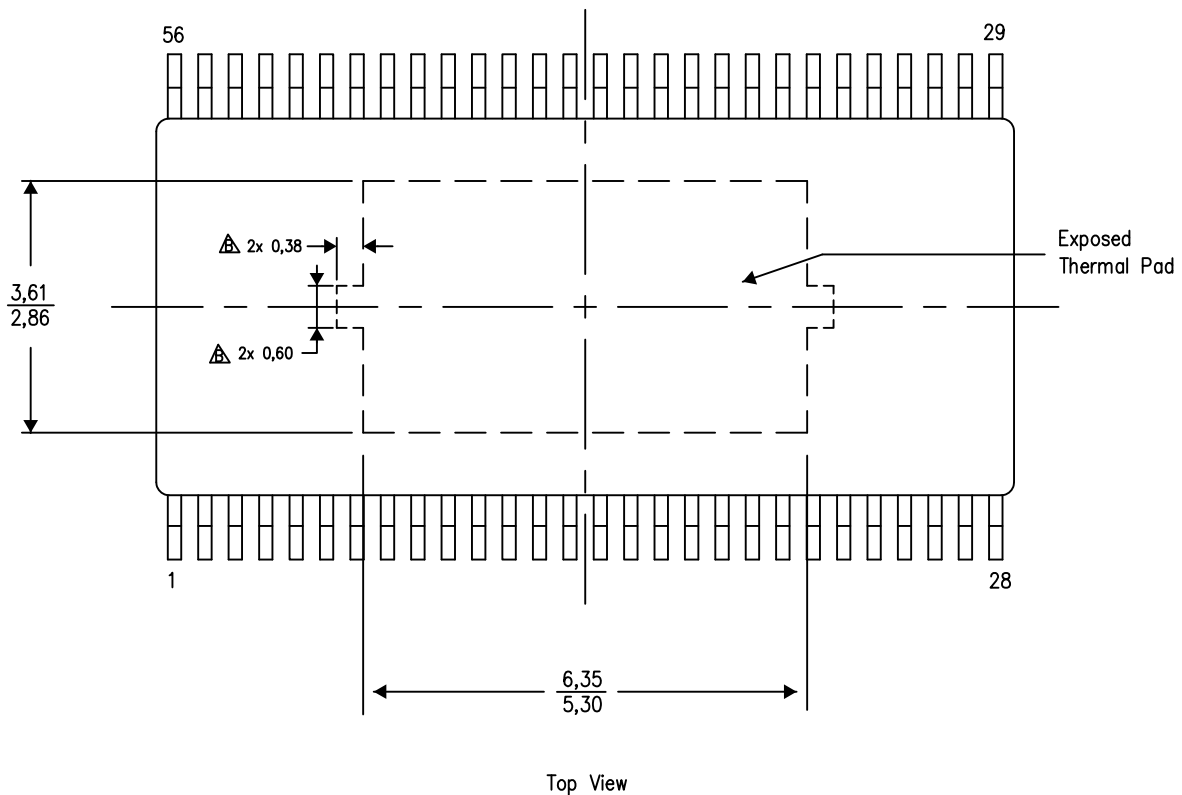 56
29
B 2x 0,38
Exposed
Thermal Pad
3,61
2,86
B 2x 0,60
1
28
6,35
5,30
Top View